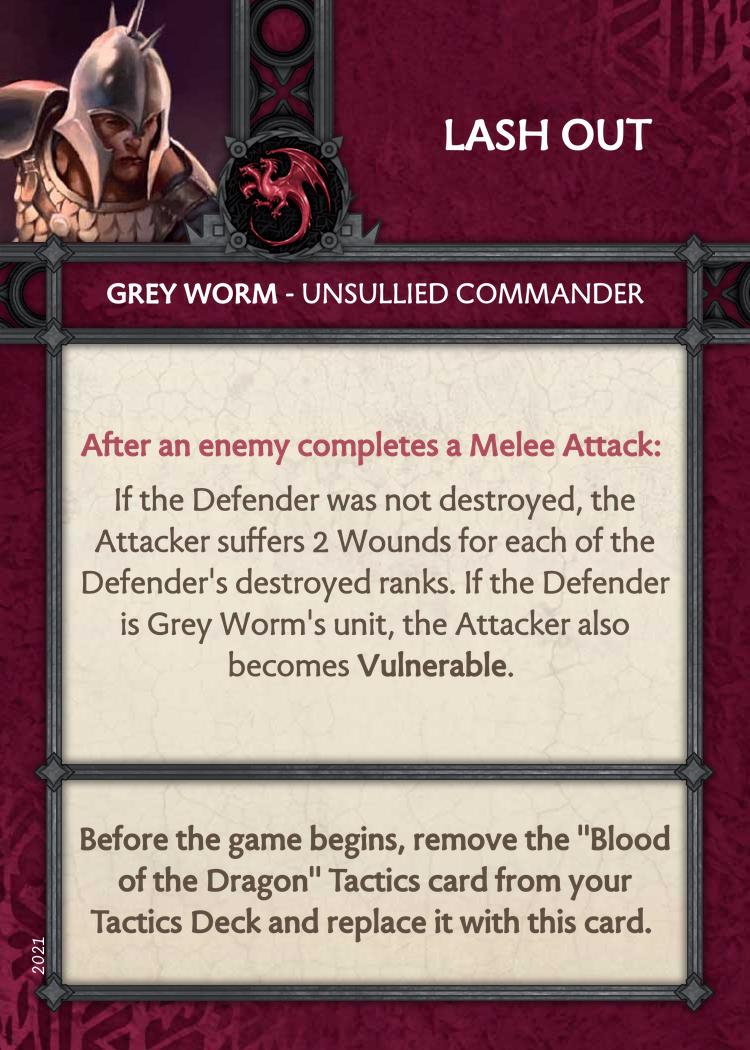 LASH OUT
GREY WORM - UNSULLIED COMMANDER
After an enemy completes a Melee Attack:
If the Defender was not destroyed, the
Attacker suffers 2 Wounds for each of the
Defender's destroyed ranks. If the Defender
is Grey Worm's unit, the Attacker also
becomes Vulnerable.
Before the game begins, remove the "Blood
of the Dragon" Tactics card from your
Tactics Deck and replace it with this card.
2021